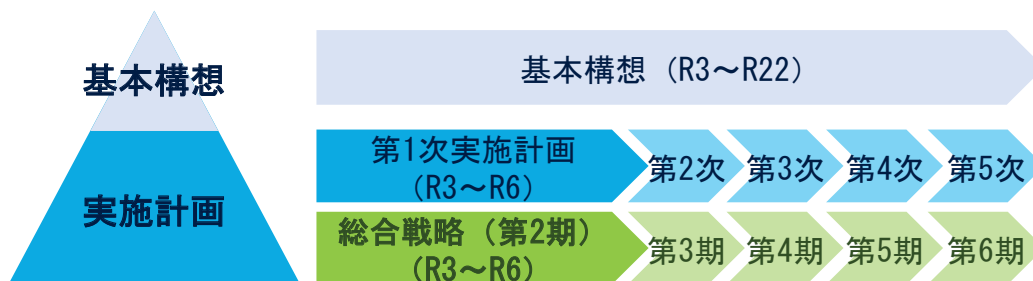 基本構想
実施計画
基本構想（R3～R22）
第1次実施計画
（R3～R6）
第2次
第3次
第4次
第5次
総合戦略（第2期）
（R3～R6）
第3期
第4期
第5期
第6期